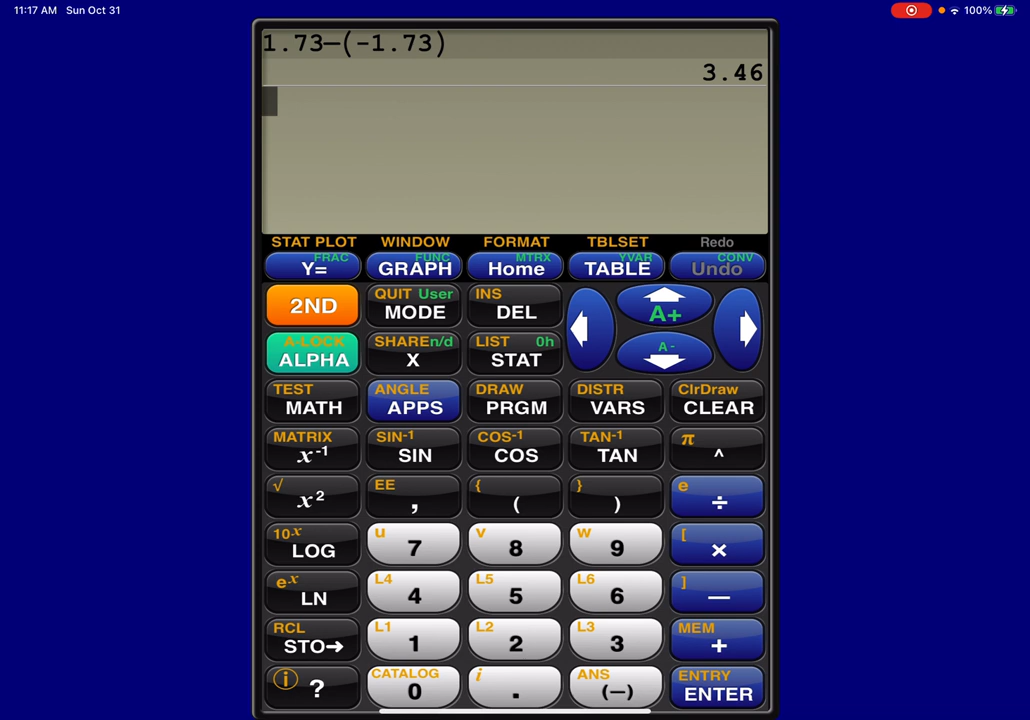 11:17 AM Sun Oct 31 100%
1.73—(-1.73)
3.46
STAT PLOT WINDOW FORMAT TBLSET Redo
FRAC FUNC MTRX YVAR CONV
Y= GRAPH Home TABLE Undo
QUIT User INS
2ND MODE DEL A+
A-LOCK SHARE n/d LIST 0h A-
ALPHA X STAT
TEST ANGLE DRAW DISTR ClrDraw
MATH APPS PRGM VARS CLEAR
MATRIX SIN-1 COS-1 TAN-1 π
x-1 SIN COS TAN ^
√ EE { } e
x2 , ( ) ÷
10x u v w [
LOG 7 8 9 ×
ex L4 L5 L6 ]
LN 4 5 6 —
RCL L1 L2 L3 MEM
STO➔ 1 2 3 +
i CATALOG i ANS ENTRY
? 0 . (—) ENTER